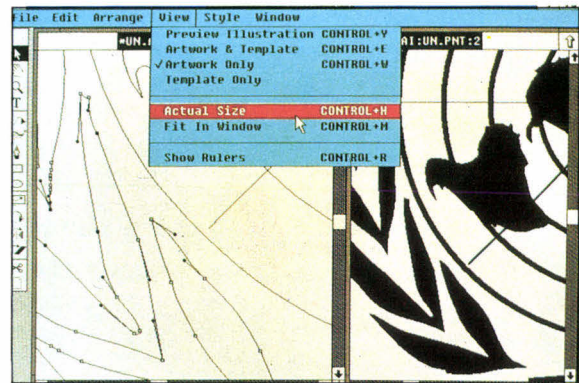 File Edit Arrange View Style Window
Preview Illustration CONTROL+Y
Artwork & Template CONTROL+E
✓Artwork Only CONTROL+W
Template Only
Actual Size CONTROL+H
Fit In Window CONTROL+M
Show Rulers CONTROL+R
*UN.
AI:UN.PNT:2
T